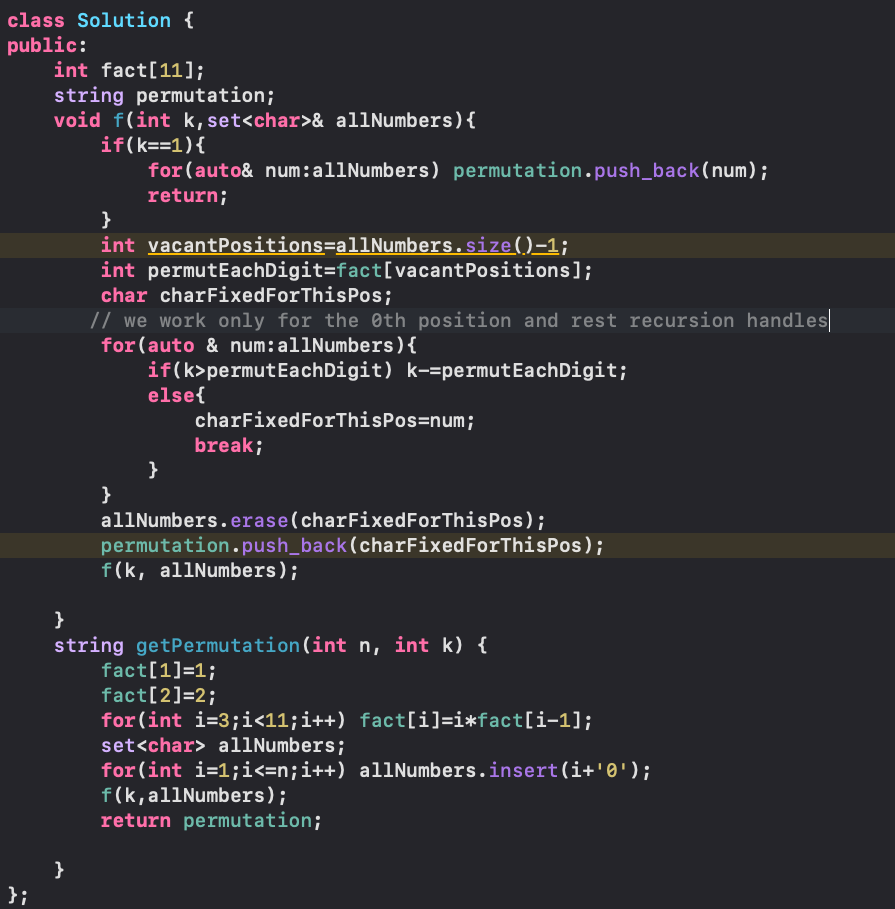 class Solution {
public:
    int fact[11];
    string permutation;
    void f(int k,set<char>& allNumbers){
        if(k==1){
            for(auto& num:allNumbers) permutation.push_back(num);
            return;
        }
        int vacantPositions=allNumbers.size()-1;
        int permutEachDigit=fact[vacantPositions];
        char charFixedForThisPos;
       // we work only for the 0th position and rest recursion handles
        for(auto & num:allNumbers){
            if(k>permutEachDigit) k-=permutEachDigit;
            else{
                charFixedForThisPos=num;
                break;
            }
        }
        allNumbers.erase(charFixedForThisPos);
        permutation.push_back(charFixedForThisPos);
        f(k, allNumbers);
    }
    string getPermutation(int n, int k) {
        fact[1]=1;
        fact[2]=2;
        for(int i=3;i<11;i++) fact[i]=i*fact[i-1];
        set<char> allNumbers;
        for(int i=1;i<=n;i++) allNumbers.insert(i+'0');
        f(k,allNumbers);
        return permutation;
    }
};